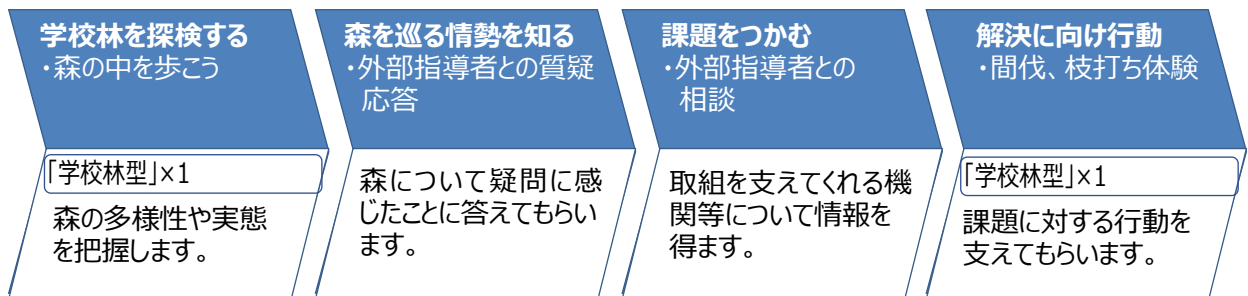 学校林を探検する
・森の中を歩こう
「学校林型」×1
森の多様性や実態
を把握します。
森を巡る情勢を知る
・外部指導者との質疑
応答
森について疑問に感
じたことに答えてもらい
ます。
課題をつかむ
・外部指導者との
相談
取組を支えてくれる機
関等について情報を
得ます。
解決に向け行動
・間伐、枝打ち体験
「学校林型」×1
課題に対する行動を
支えてもらいます。